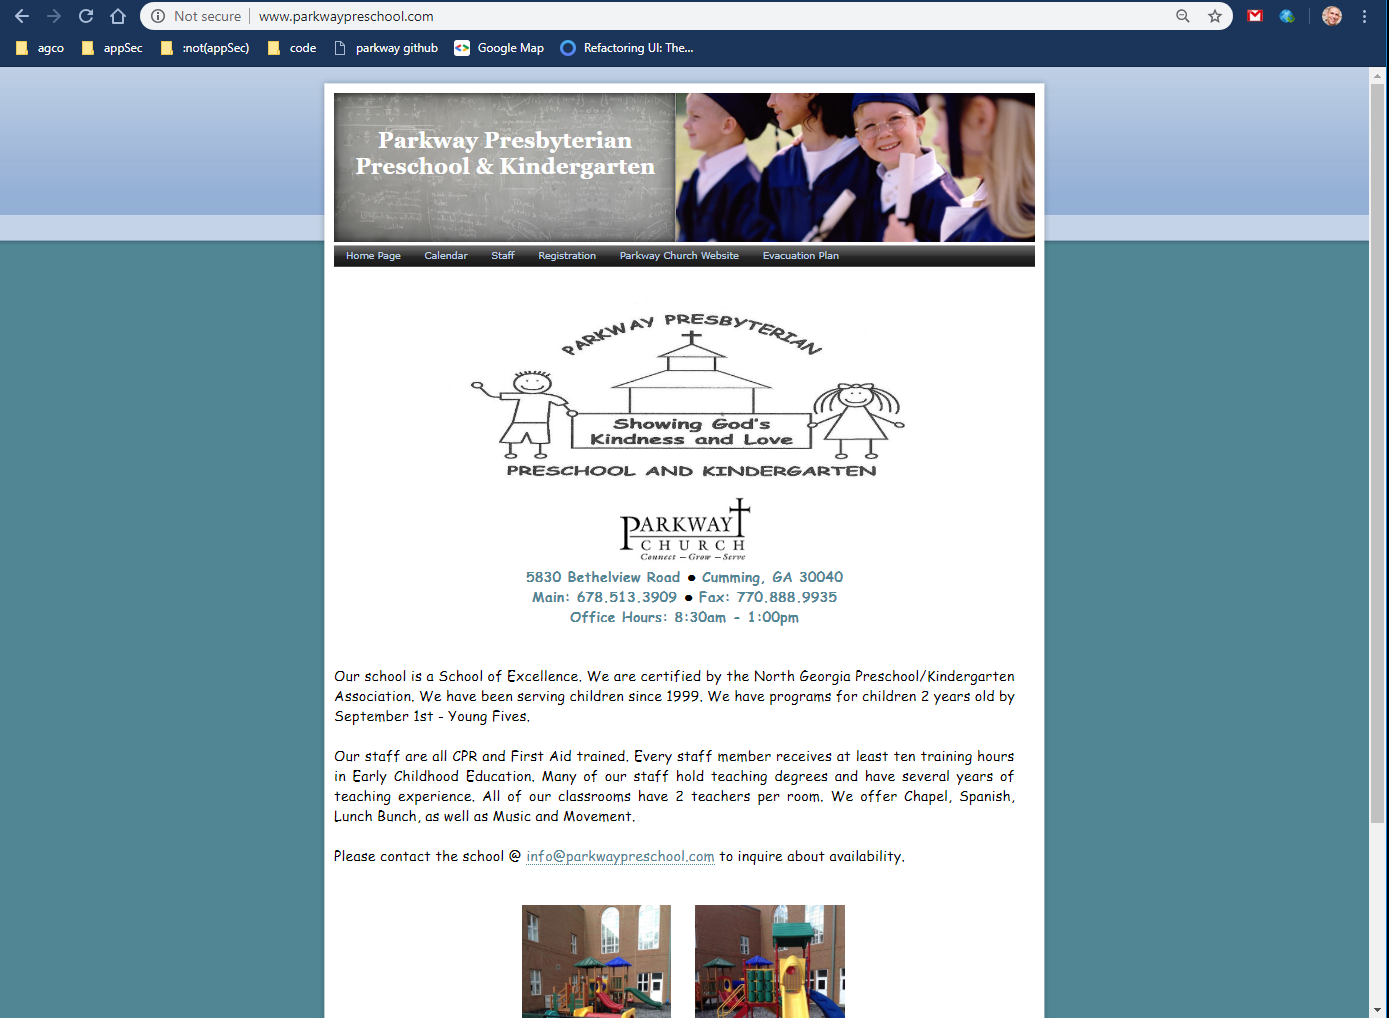 Not secure | www.parkwaypreschool.com
agco appSec :not(appSec) code parkway github Google Map Refactoring UI: The...
Parkway Presbyterian
Preschool & Kindergarten
Home Page Calendar Staff Registration Parkway Church Website Evacuation Plan
PARKWAY PRESBYTERIAN
Showing God's
Kindness and Love
PRESCHOOL AND KINDERGARTEN
PARKWAY
CHURCH
Connect – Grow – Serve
5830 Bethelview Road ● Cumming, GA 30040
Main: 678.513.3909 ● Fax: 770.888.9935
Office Hours: 8:30am - 1:00pm
Our school is a School of Excellence. We are certified by the North Georgia Preschool/Kindergarten
Association. We have been serving children since 1999. We have programs for children 2 years old by
September 1st - Young Fives.
Our staff are all CPR and First Aid trained. Every staff member receives at least ten training hours
in Early Childhood Education. Many of our staff hold teaching degrees and have several years of
teaching experience. All of our classrooms have 2 teachers per room. We offer Chapel, Spanish,
Lunch Bunch, as well as Music and Movement.
Please contact the school @ info@parkwaypreschool.com to inquire about availability.